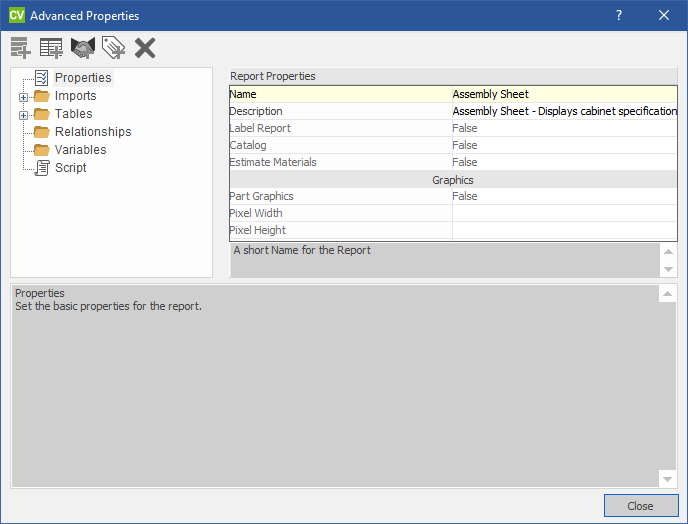 CV Advanced Properties ?
Properties
Imports
Tables
Relationships
Variables
Script
Report Properties
Name Assembly Sheet
Description Assembly Sheet - Displays cabinet specification
Label Report False
Catalog False
Estimate Materials False
Graphics
Part Graphics False
Pixel Width
Pixel Height
A short Name for the Report
Properties
Set the basic properties for the report.
Close